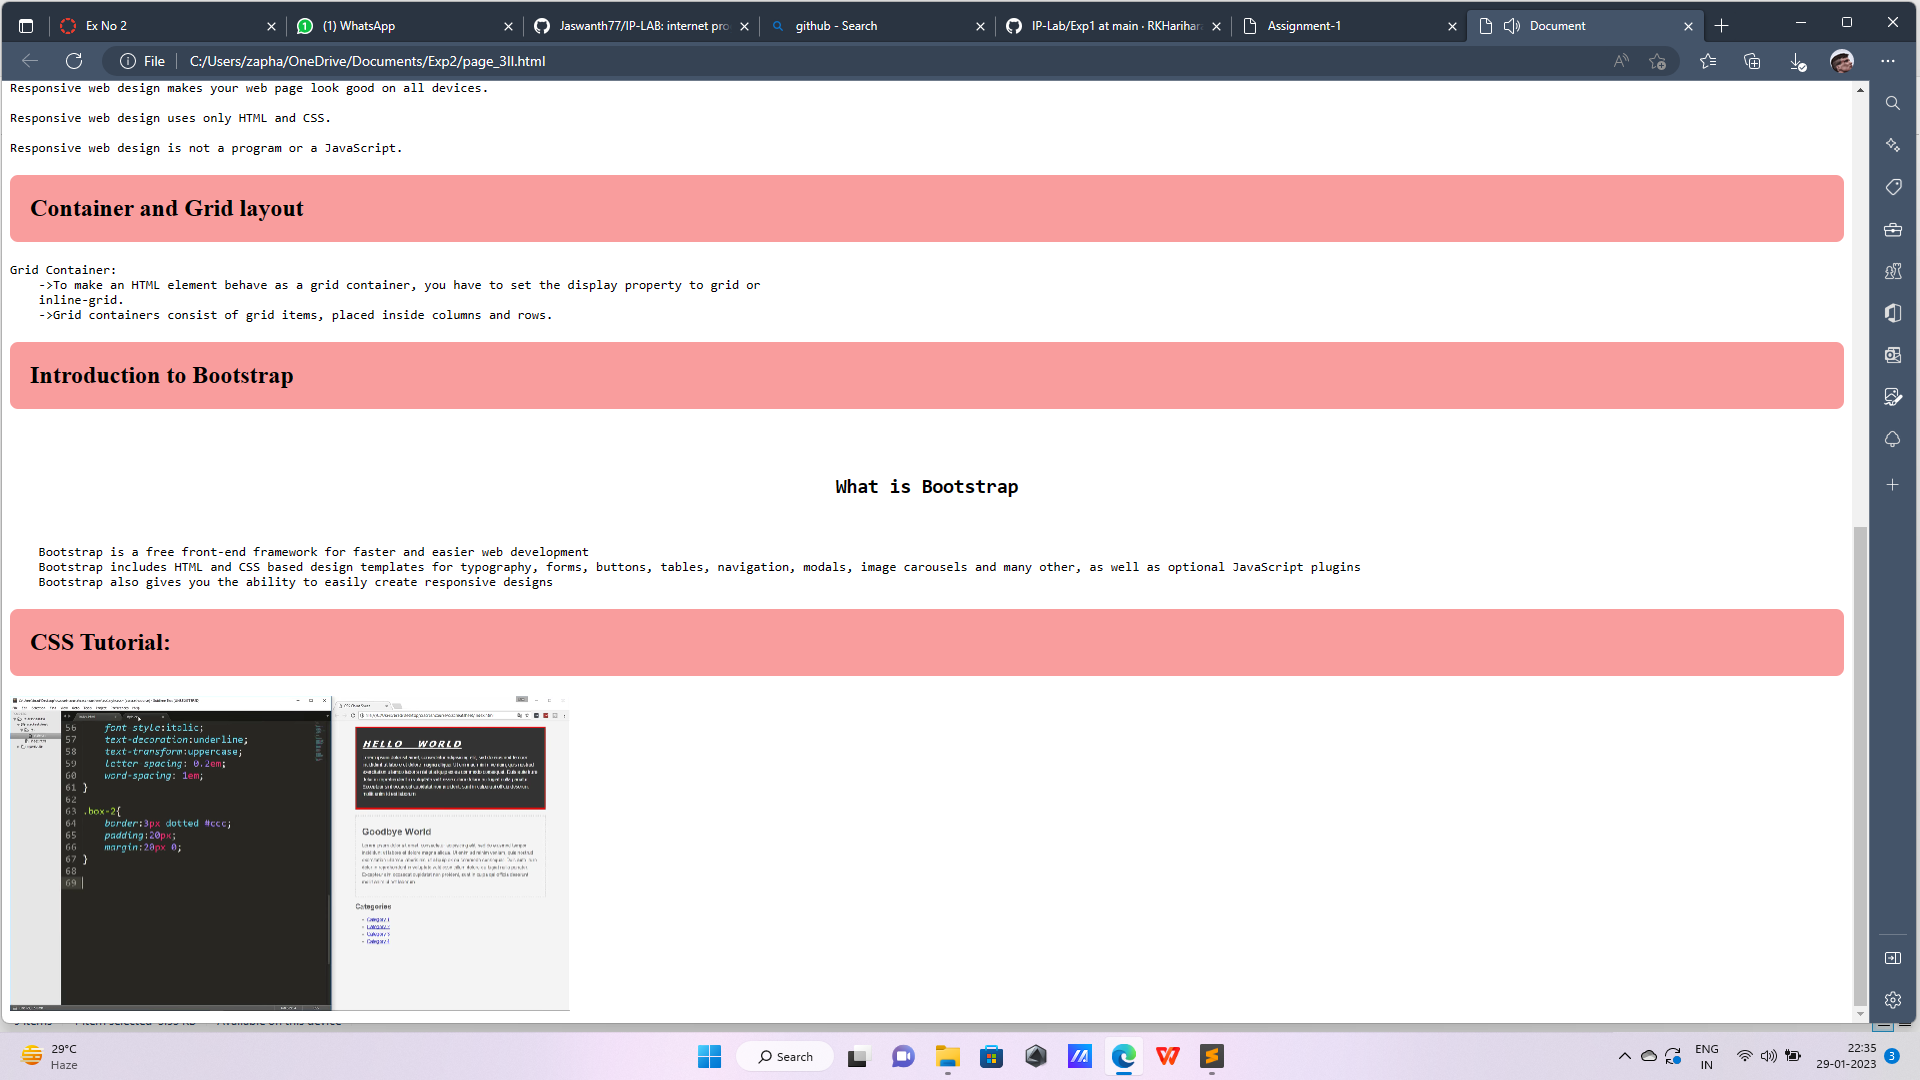 Ex No 2
(1) WhatsApp
Jaswanth77/IP-LAB: internet pro
github - Search
IP-Lab/Exp1 at main · RKHarihar
Assignment-1
Document
File
C:/Users/zapha/OneDrive/Documents/Exp2/page_3II.html
Responsive web design makes your web page look good on all devices.
Responsive web design uses only HTML and CSS.
Responsive web design is not a program or a JavaScript.
Container and Grid layout
Grid Container:
->To make an HTML element behave as a grid container, you have to set the display property to grid or
inline-grid.
->Grid containers consist of grid items, placed inside columns and rows.
Introduction to Bootstrap
What is Bootstrap
Bootstrap is a free front-end framework for faster and easier web development
Bootstrap includes HTML and CSS based design templates for typography, forms, buttons, tables, navigation, modals, image carousels and many other, as well as optional JavaScript plugins
Bootstrap also gives you the ability to easily create responsive designs
CSS Tutorial:
56 font-style:italic;
57 text-decoration:underline;
58 text-transform:uppercase;
59 letter-spacing: 0.2em;
60 word-spacing: 1em;
61 }
62
63 .box-2{
64 border:3px dotted #ccc;
65 padding:20px;
66 margin:20px 0;
67 }
68
69
HELLO WORLD
Goodbye World
Categories
Category 1
Category 2
Category 3
Category 4
29°C
Haze
Search
ENG
IN
22:35
29-01-2023
3